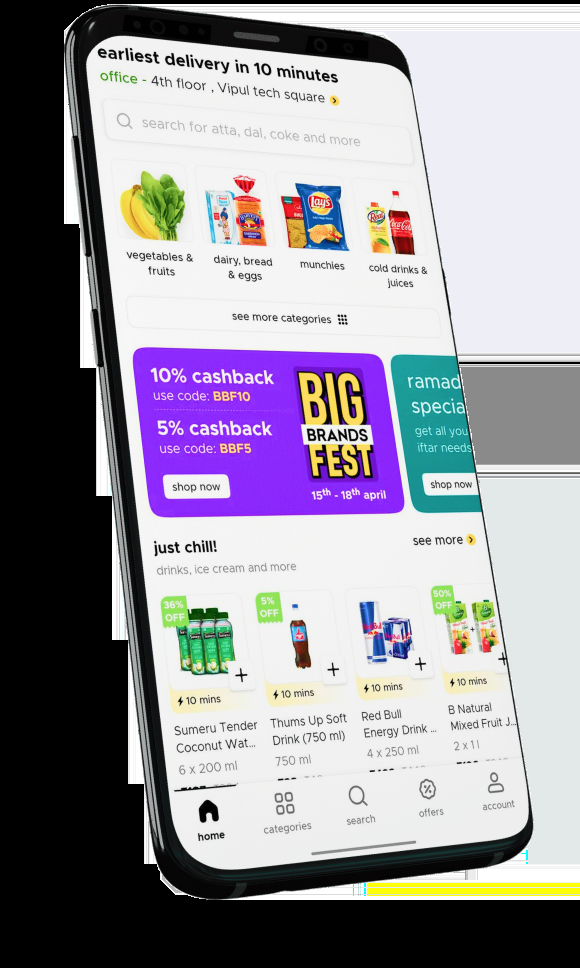 earliest delivery in 10 minutes
office - 4th floor , Vipul tech square
search for atta, dal, coke and more
Lay's
Real
Coca-Cola
vegetables &
fruits
dairy, bread
& eggs
munchies
cold drinks &
juices
see more categories
10% cashback
use code: BBF10
5% cashback
use code: BBF5
shop now
BIG
BRANDS
FEST
15th - 18th april
ramad
specia
get all you
iftar needs
shop now
just chill!
see more
drinks, ice cream and more
36%
OFF
5%
OFF
50%
OFF
10 mins
10 mins
10 mins
10 mins
Sumeru Tender
Coconut Wat...
6 x 200 ml
Thums Up Soft
Drink (750 ml)
750 ml
Red Bull
Energy Drink ...
4 x 250 ml
B Natural
Mixed Fruit J...
2 x 1 l
home
categories
search
offers
account